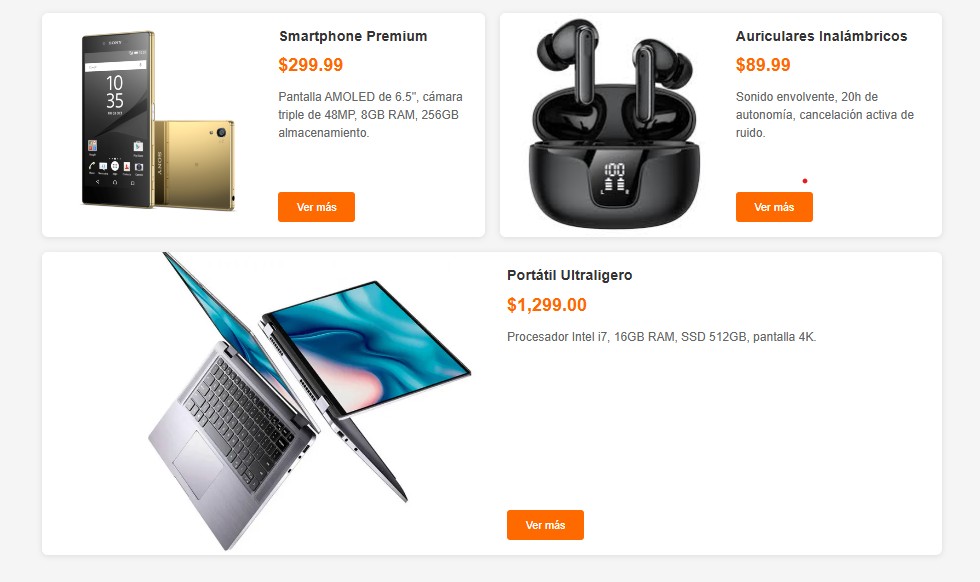 Smartphone Premium
$299.99
Pantalla AMOLED de 6.5", cámara
triple de 48MP, 8GB RAM, 256GB
almacenamiento.
Ver más
SONY
10
35
SONY
Auriculares Inalámbricos
$89.99
Sonido envolvente, 20h de
autonomía, cancelación activa de
ruido.
Ver más
100
L R
Portátil Ultraligero
$1,299.00
Procesador Intel i7, 16GB RAM, SSD 512GB, pantalla 4K.
Ver más